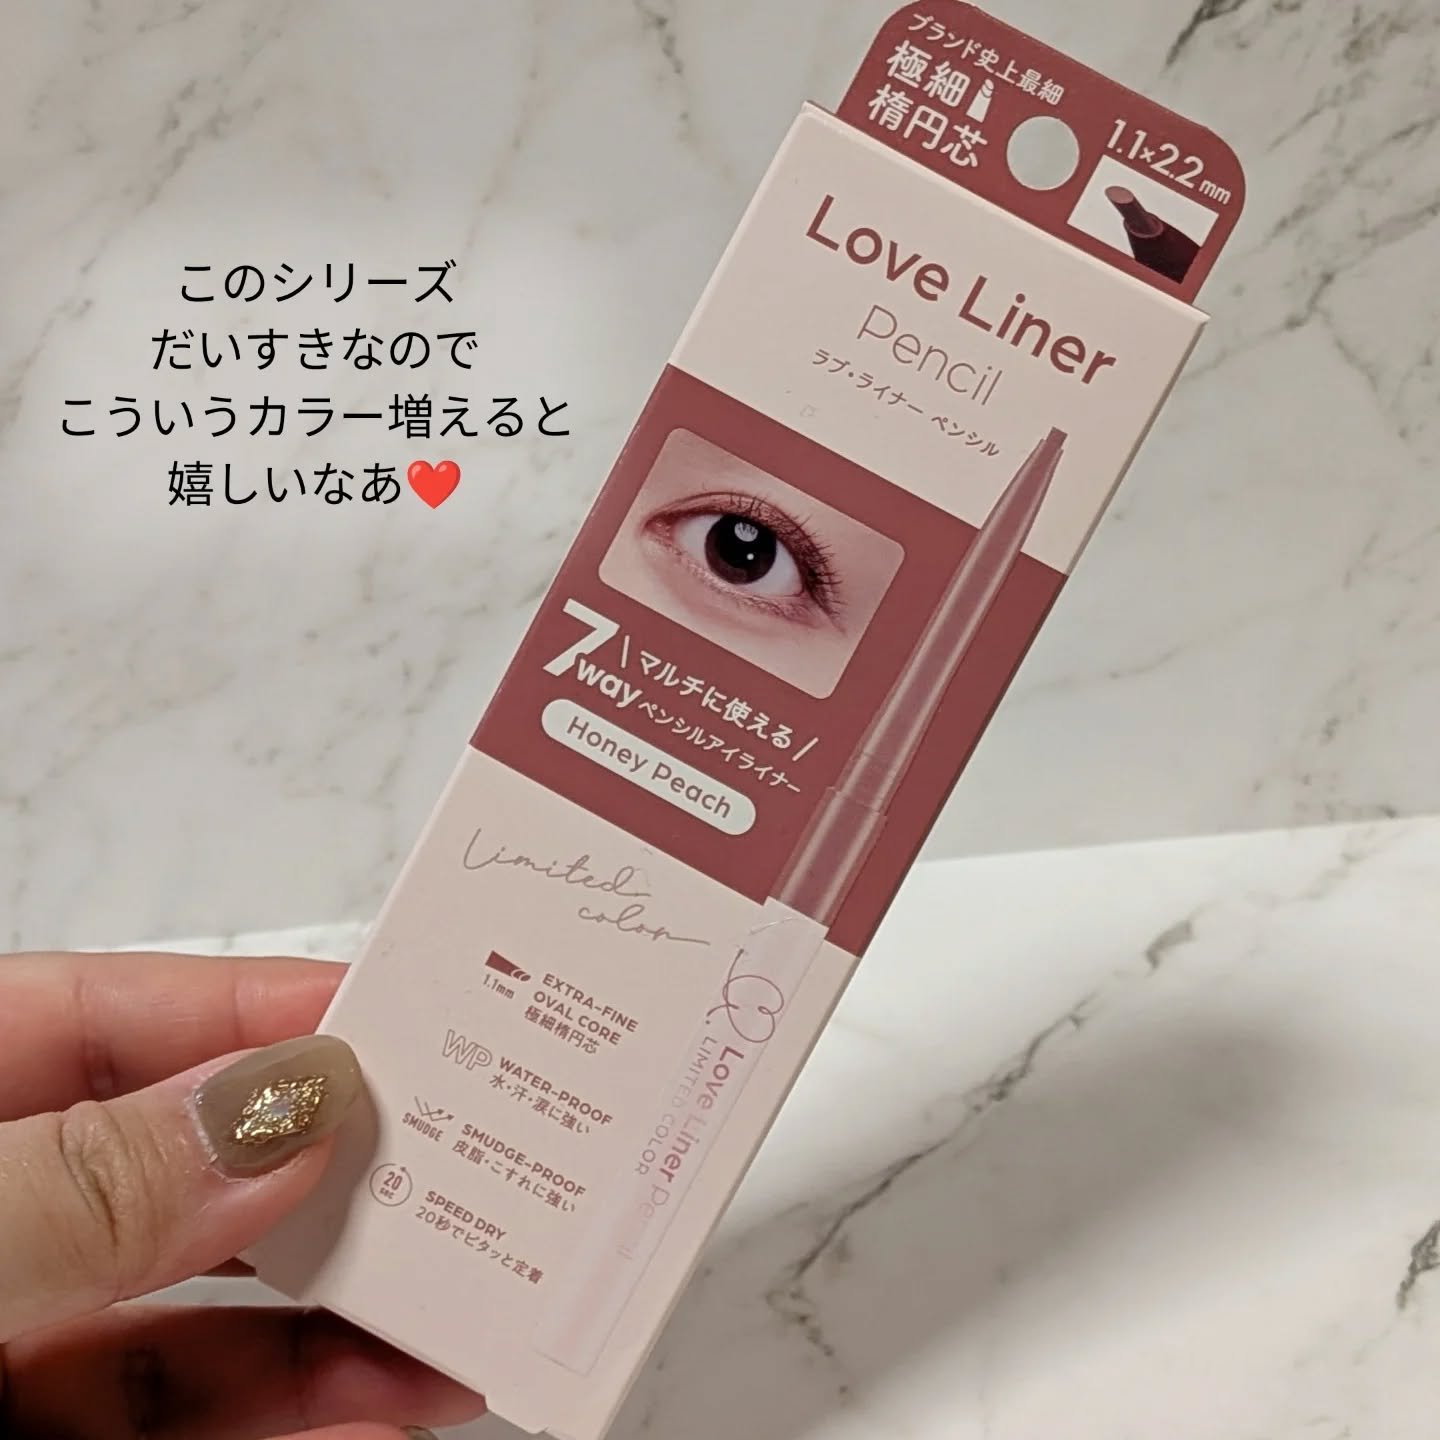 このシリーズ
だいすきなので
こういうカラー増えると
嬉しいなあ❤️
ブランド史上最細
極細
楕円芯
1.1×2.2mm
Love Liner
Pencil
ラブ・ライナー ペンシル
7way
\ マルチに使える /
ペンシルアイライナー
Honey Peach
Limited
color
1.1mm
EXTRA-FINE
OVAL CORE
極細楕円芯
WP
WATER-PROOF
水・汗・涙に強い
SMUDGE
SMUDGE-PROOF
皮脂・こすれに強い
20
sec
SPEED DRY
20秒でピタッと定着
Love Liner Pencil
LIMITED COLOR